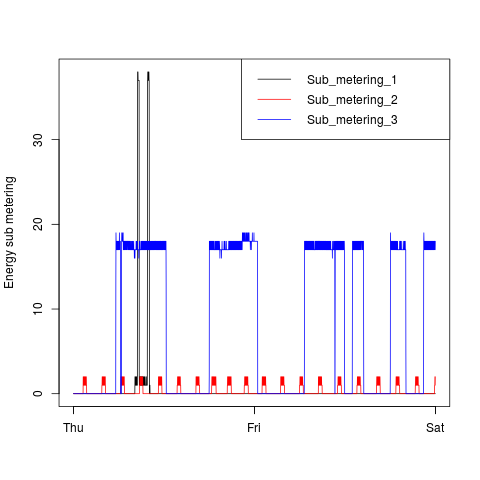 Sub_metering_1
Sub_metering_2
Sub_metering_3
Energy sub metering
30
20
10
0
Thu Fri Sat